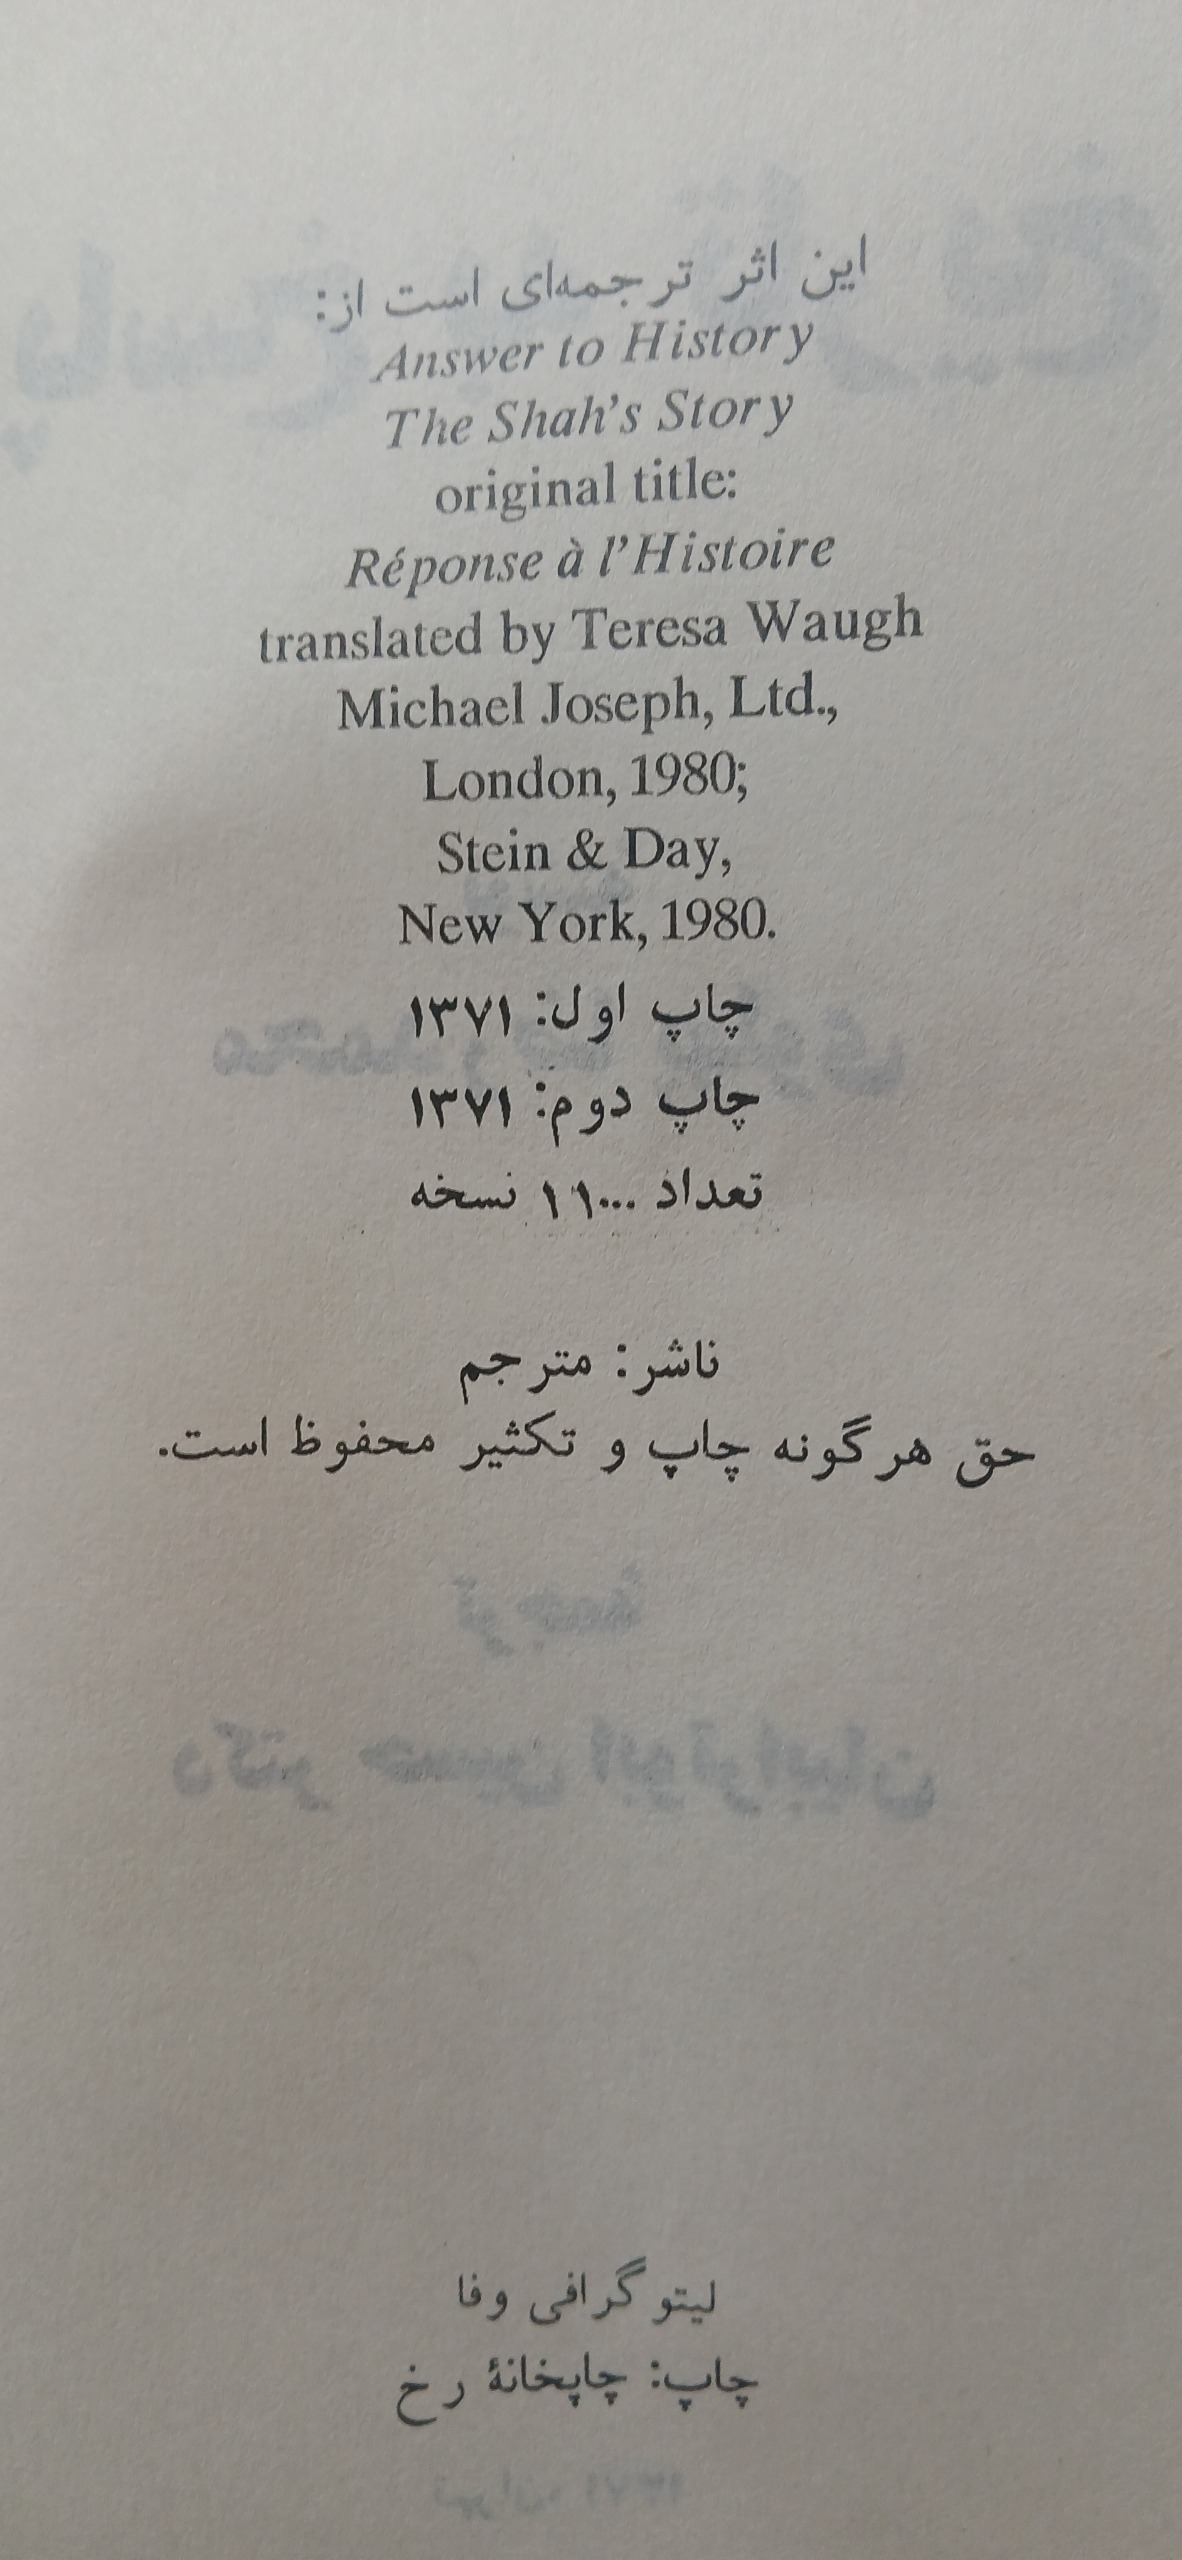 این اثر ترجمه‌ای است از:
Answer to History
The Shah's Story
original title:
Réponse à l'Histoire
translated by Teresa Waugh
Michael Joseph, Ltd.,
London, 1980;
Stein & Day,
New York, 1980.
چاپ اول: ۱۳۷۱
چاپ دوم: ۱۳۷۱
تعداد ۱۱۰۰۰ نسخه
ناشر: مترجم
حق هرگونه چاپ و تکثیر محفوظ است.
لیتوگرافی وفا
چاپ: چاپخانهٔ رخ